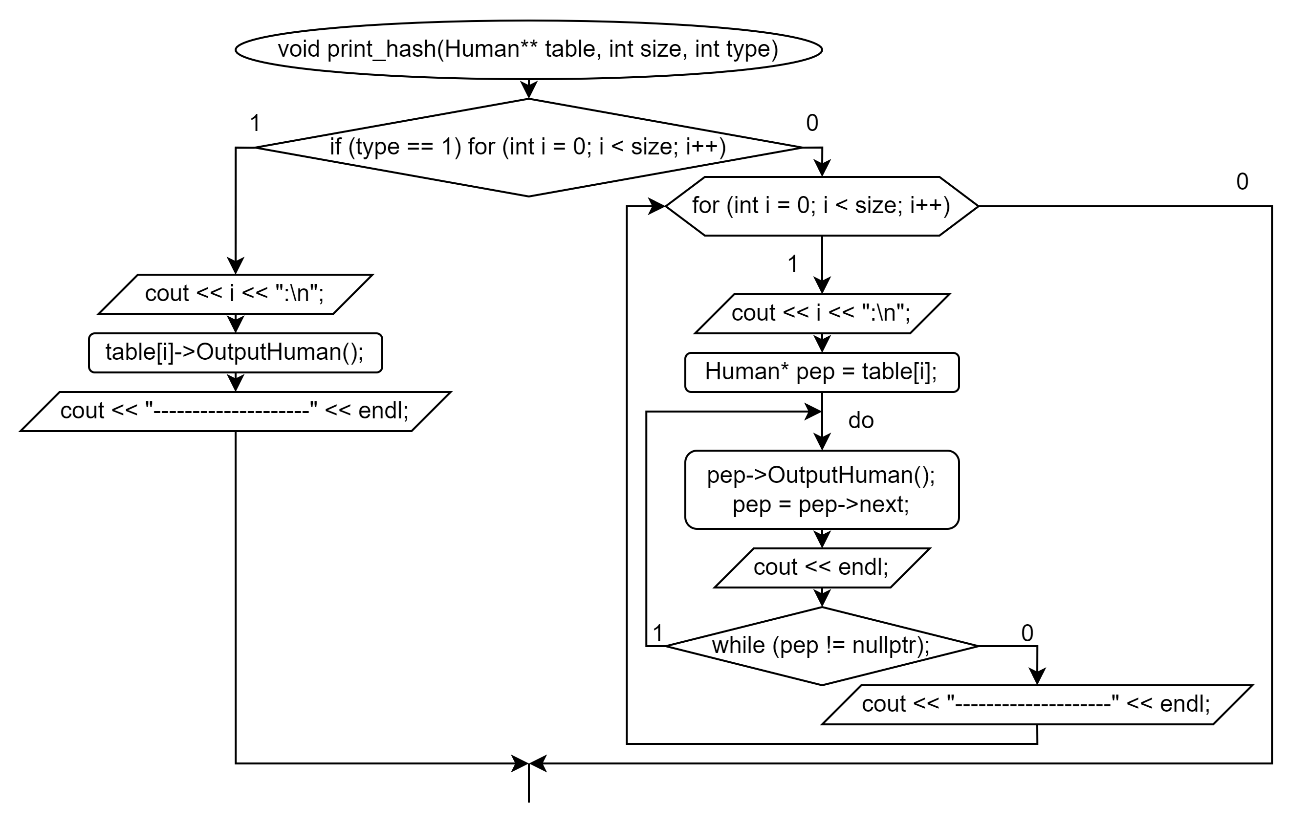 void print_hash(Human** table, int size, int type)
1
0
if (type == 1) for (int i = 0; i < size; i++)
cout << i << ":\n";
table[i]->OutputHuman();
cout << "--------------------" << endl;
for (int i = 0; i < size; i++)
0
1
cout << i << ":\n";
Human* pep = table[i];
do
pep->OutputHuman();
pep = pep->next;
cout << endl;
while (pep != nullptr);
1
0
cout << "--------------------" << endl;